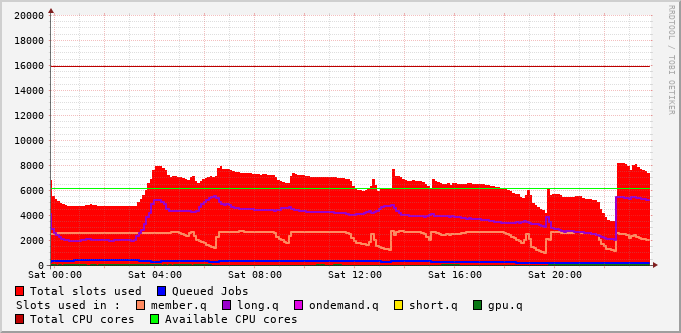 20000
18000
16000
14000
12000
10000
8000
6000
4000
2000
0
Sat 00:00 Sat 04:00 Sat 08:00 Sat 12:00 Sat 16:00 Sat 20:00
Total slots used Queued Jobs
Slots used in : member.q long.q ondemand.q short.q gpu.q
Total CPU cores Available CPU cores
RRDTOOL / TOBI OETIKER